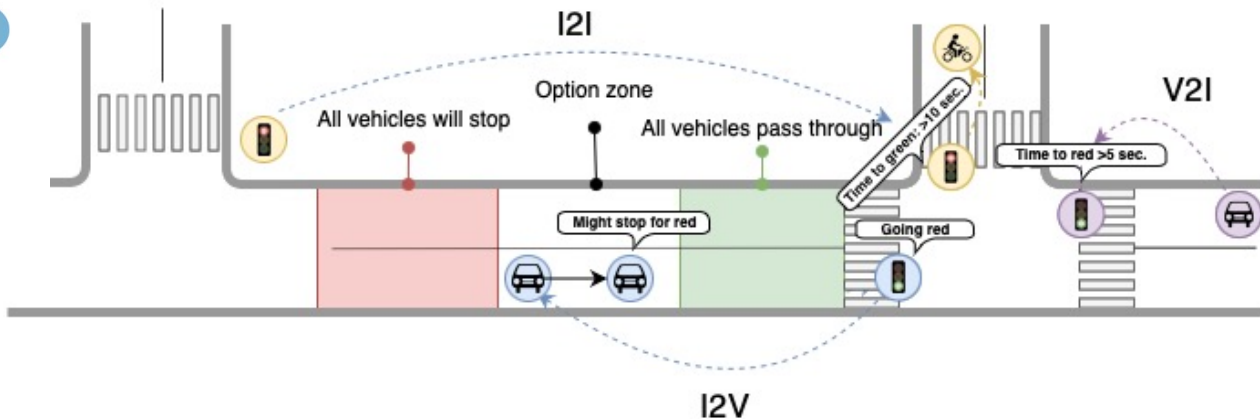 I2I
Option zone
All vehicles will stop
All vehicles pass through
Time to green: >10 sec.
V2I
Time to red >5 sec.
Might stop for red
Going red
I2V